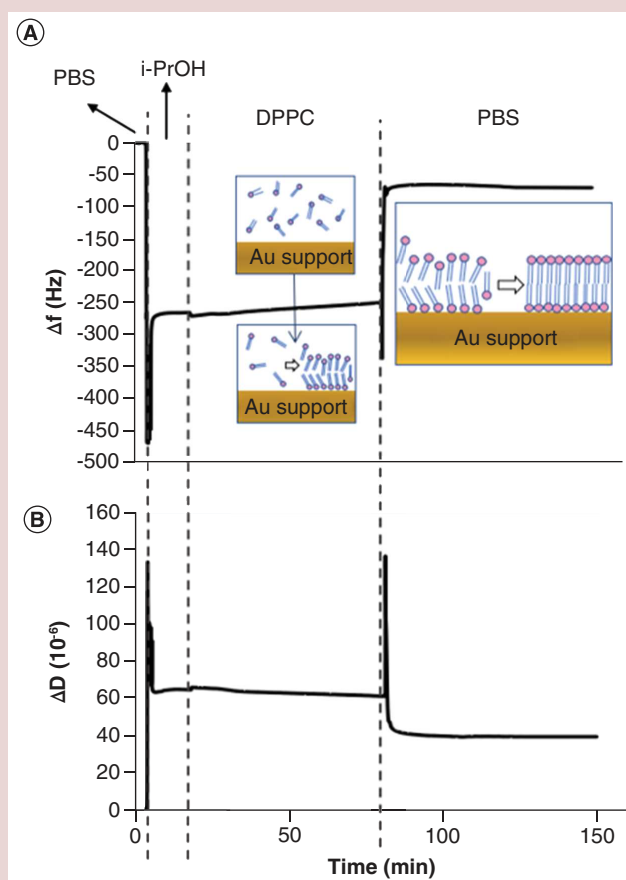 A
PBS
i-PrOH
DPPC
PBS
0
-50
-100
-150
-200
-250
-300
-350
-400
-450
-500
Δf (Hz)
Au support
Au support
Au support
B
160
140
120
100
80
60
40
20
0
ΔD (10⁻⁶)
0
50
100
150
Time (min)